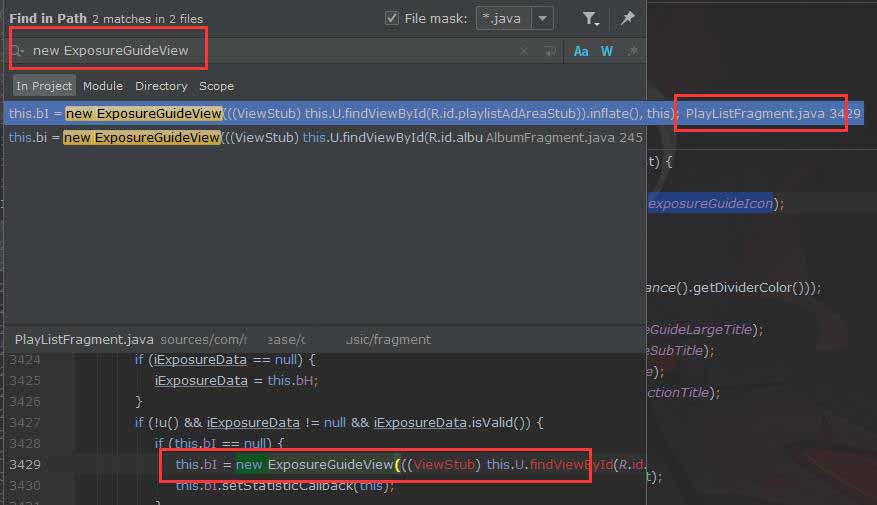 Find in Path 2 matches in 2 files File mask: *.java
new ExposureGuideView Aa W .*
In Project Module Directory Scope
this.bI = new ExposureGuideView(((ViewStub) this.U.findViewById(R.id.playlistAdAreaStub)).inflate(), this); PlayListFragment.java 3429
this.bi = new ExposureGuideView(((ViewStub) this.U.findViewById(R.id.albu AlbumFragment.java 245
t) {
exposureGuideIcon);
ance().getDividerColor()));
eGuideLargeTitle);
eSubTitle);
e);
ctionTitle);
t);
PlayListFragment.java sources/com/ ease/c usic/fragment
3424 if (iExposureData == null) {
3425 iExposureData = this.bH;
3426 }
3427 if (!u() && iExposureData != null && iExposureData.isValid()) {
3428 if (this.bI == null) {
3429 this.bI = new ExposureGuideView(((ViewStub) this.U.findViewById(R.id.
3430 this.bI.setStatisticCallback(this);
3431 }